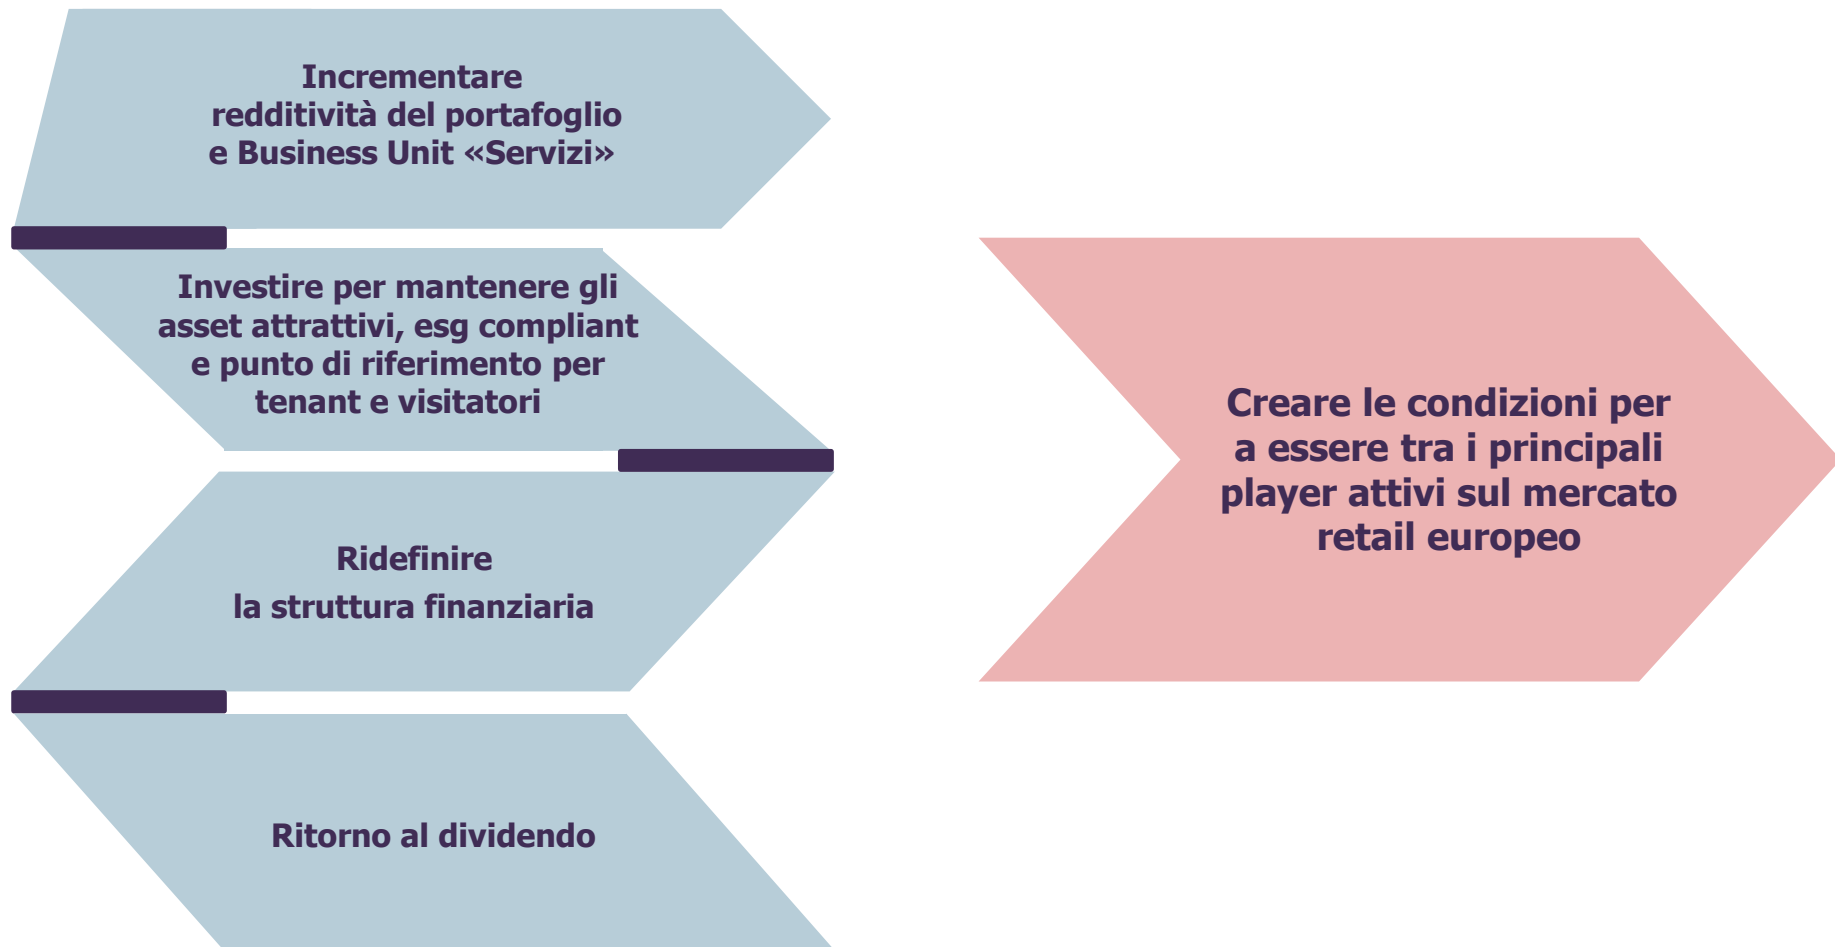 Incrementare
redditività del portafoglio
e Business Unit «Servizi»
Investire per mantenere gli
asset attrattivi, esg compliant
e punto di riferimento per
tenant e visitatori
Ridefinire
la struttura finanziaria
Ritorno al dividendo
Creare le condizioni per
a essere tra i principali
player attivi sul mercato
retail europeo